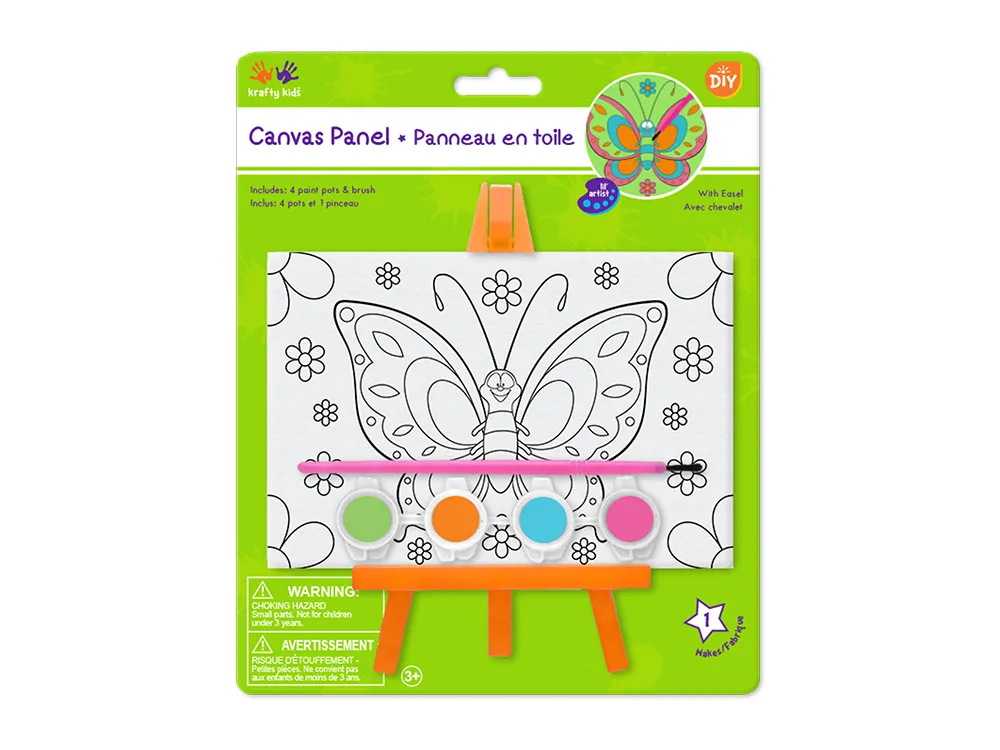 krafty kids
DIY
Canvas Panel ★ Panneau en toile
Includes: 4 paint pots & brush
Inclus: 4 pots et 1 pinceau
lil'
artist
With Easel
Avec chevalet
WARNING:
CHOKING HAZARD
Small parts. Not for children
under 3 years.
AVERTISSEMENT
RISQUE D'ÉTOUFFEMENT -
Petites pièces. Ne convient pas
aux enfants de moins de 3 ans.
3+
1
Makes/Fabrique